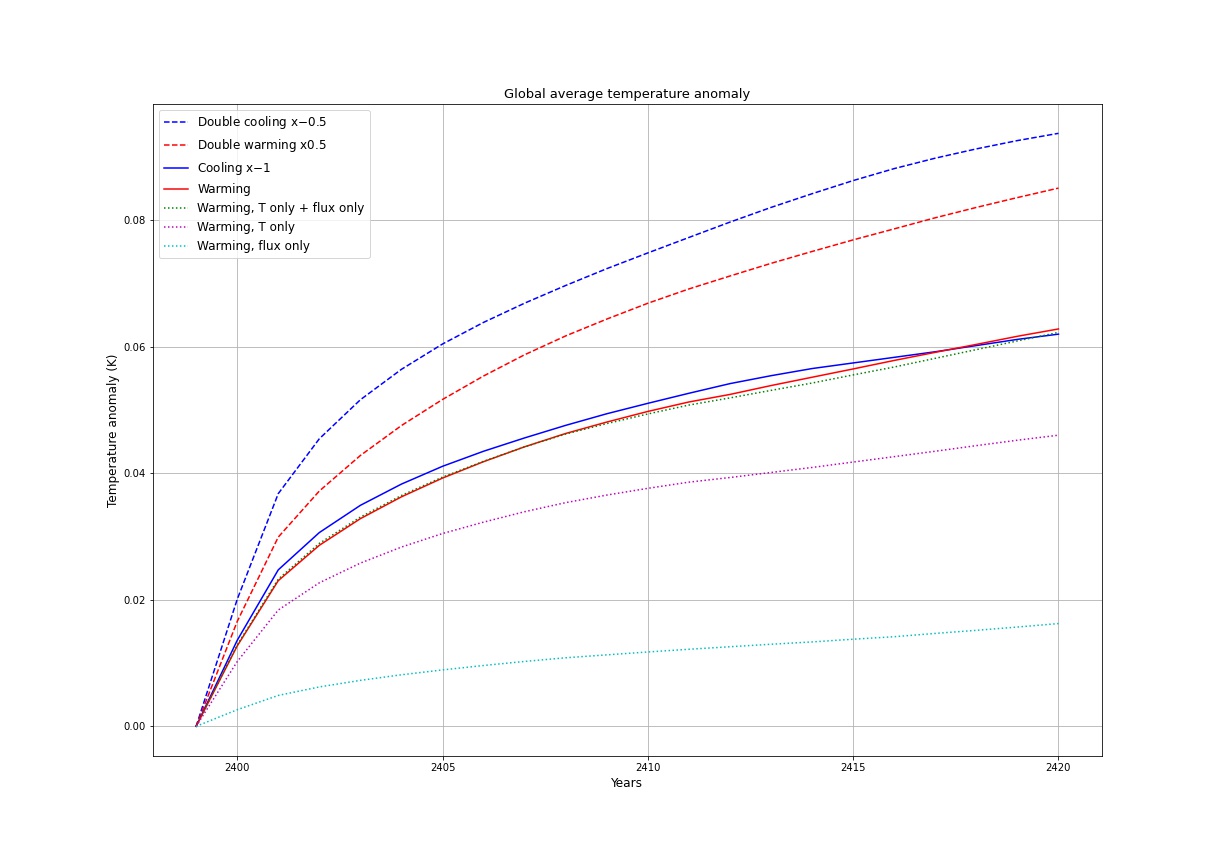 Global average temperature anomaly
Double cooling x−0.5
Double warming x0.5
Cooling x−1
Warming
Warming, T only + flux only
Warming, T only
Warming, flux only
Temperature anomaly (K)
0.08
0.06
0.04
0.02
0.00
2400
2405
2410
2415
2420
Years